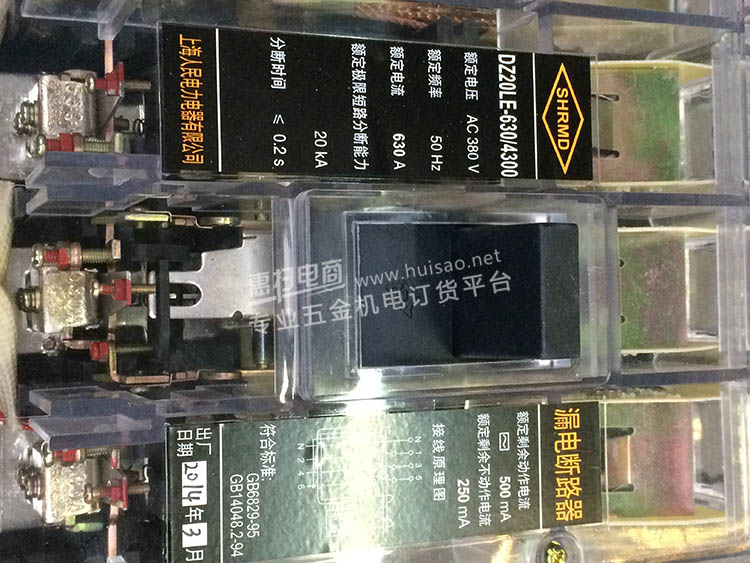 SHRMD
DZ20LE-630/4300
额定电压 AC 380 V
额定频率 50 Hz
额定电流 630 A
额定极限短路分断能力
20 kA
分断时间 ≤ 0.2 s
上海人民电力电器有限公司
惠扫电商 www.huisao.net
专业五金机电订货平台
漏电断路器
额定剩余动作电流
500 mA
额定剩余不动作电流
250 mA
接线原理图
N 1 3 5
N 2 4 6
符合标准:
GB6829-95
GB14048.2-94
出厂日期 2014年3月